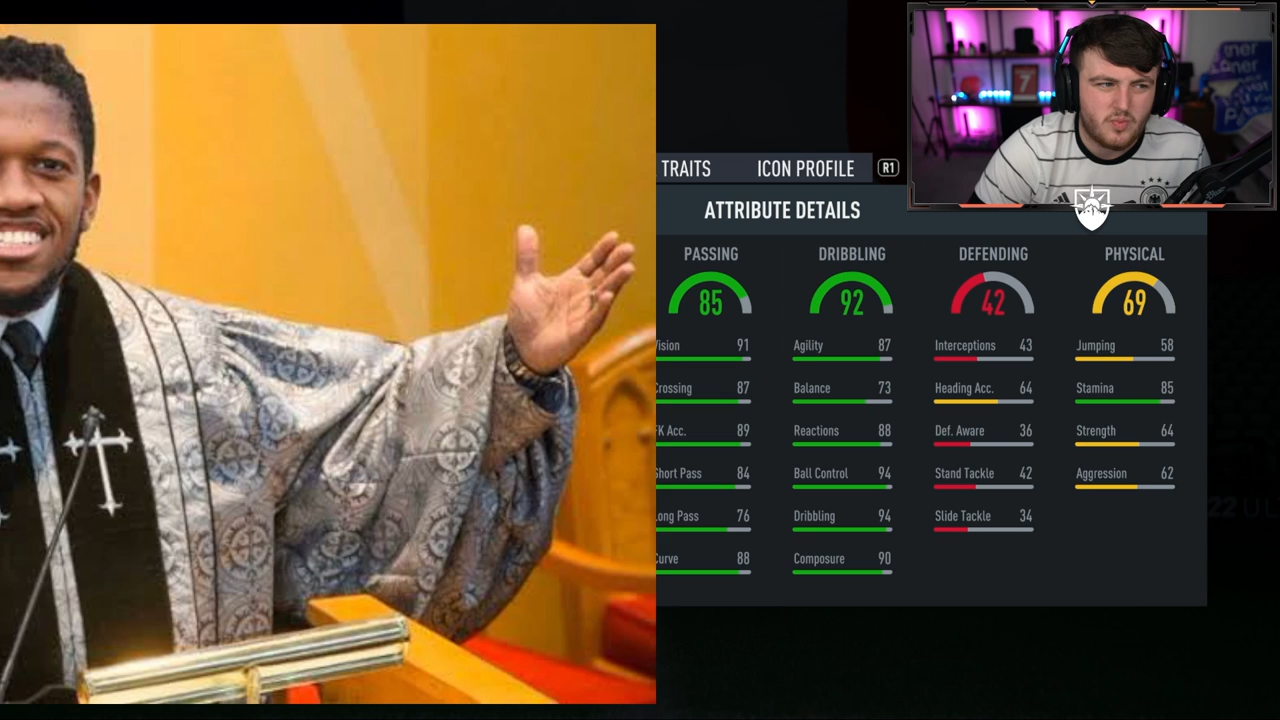 TRAITS ICON PROFILE R1
ATTRIBUTE DETAILS
PASSING DRIBBLING DEFENDING PHYSICAL
85 92 42 69
Vision 91 Agility 87 Interceptions 43 Jumping 58
Crossing 87 Balance 73 Heading Acc. 64 Stamina 85
FK Acc. 89 Reactions 88 Def. Aware 36 Strength 64
Short Pass 84 Ball Control 94 Stand Tackle 42 Aggression 62
Long Pass 76 Dribbling 94 Slide Tackle 34
Curve 88 Composure 90
22
7